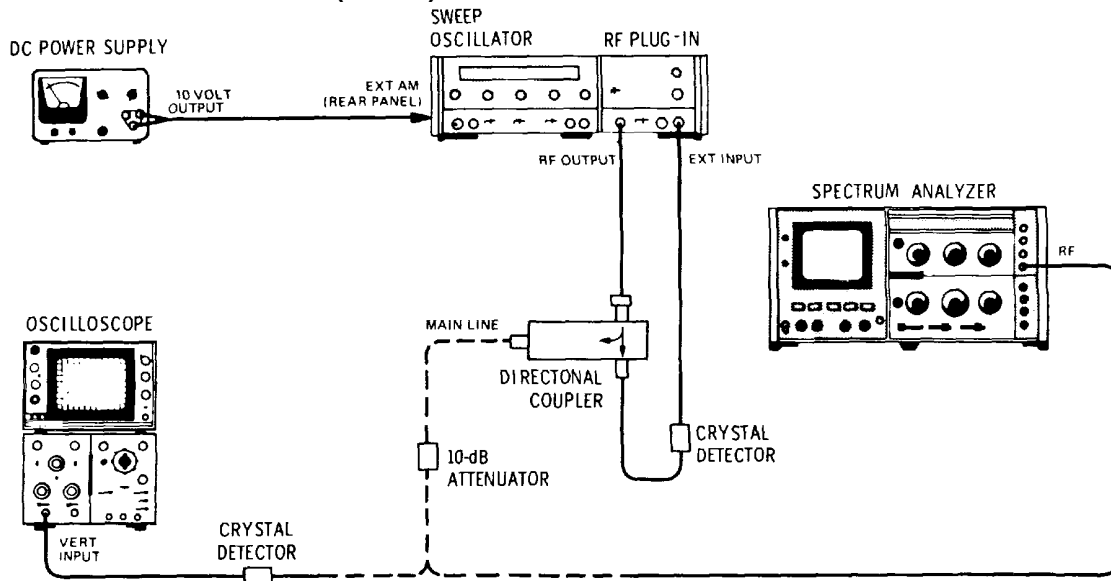 SWEEP
OSCILLATOR
RF PLUG-IN
DC POWER SUPPLY
10 VOLT
OUTPUT
EXT AM
(REAR PANEL)
RF OUTPUT
EXT INPUT
SPECTRUM ANALYZER
RF
OSCILLOSCOPE
MAIN LINE
DIRECTONAL
COUPLER
CRYSTAL
DETECTOR
10-dB
ATTENUATOR
VERT
INPUT
CRYSTAL
DETECTOR